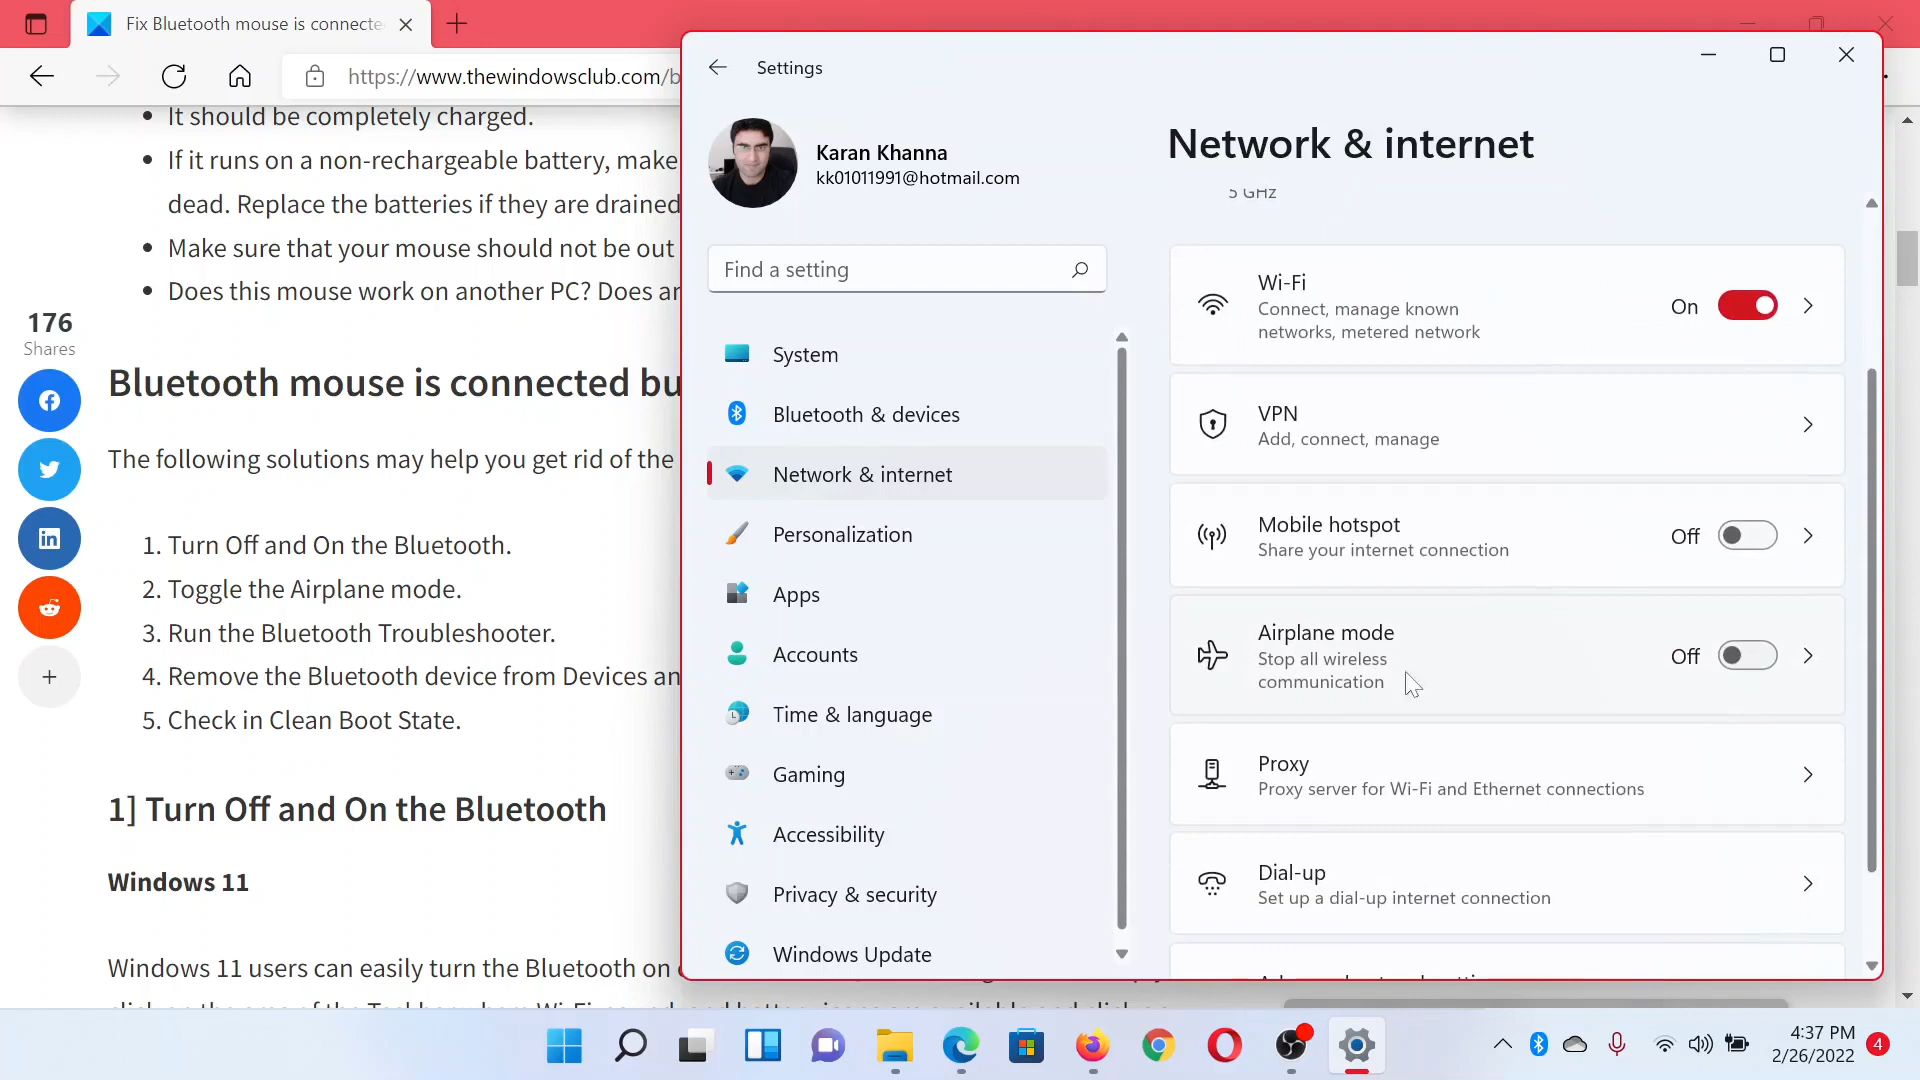 Fix Bluetooth mouse is connecte
https://www.thewindowsclub.com/b
It should be completely charged.
If it runs on a non-rechargeable battery, make
dead. Replace the batteries if they are drained
Make sure that your mouse should not be out
Does this mouse work on another PC? Does
176
Shares
Bluetooth mouse is connected bu
The following solutions may help you get rid of the
1. Turn Off and On the Bluetooth.
2. Toggle the Airplane mode.
3. Run the Bluetooth Troubleshooter.
4. Remove the Bluetooth device from Devices an
5. Check in Clean Boot State.
1] Turn Off and On the Bluetooth
Windows 11
Windows 11 users can easily turn the Bluetooth on
Settings
Karan Khanna
kk01011991@hotmail.com
Find a setting
System
Bluetooth & devices
Network & internet
Personalization
Apps
Accounts
Time & language
Gaming
Accessibility
Privacy & security
Windows Update
Network & internet
5 GHz
Wi-Fi
Connect, manage known
networks, metered network
On
VPN
Add, connect, manage
Mobile hotspot
Share your internet connection
Off
Airplane mode
Stop all wireless
communication
Off
Proxy
Proxy server for Wi-Fi and Ethernet connections
Dial-up
Set up a dial-up internet connection
4:37 PM
2/26/2022
4